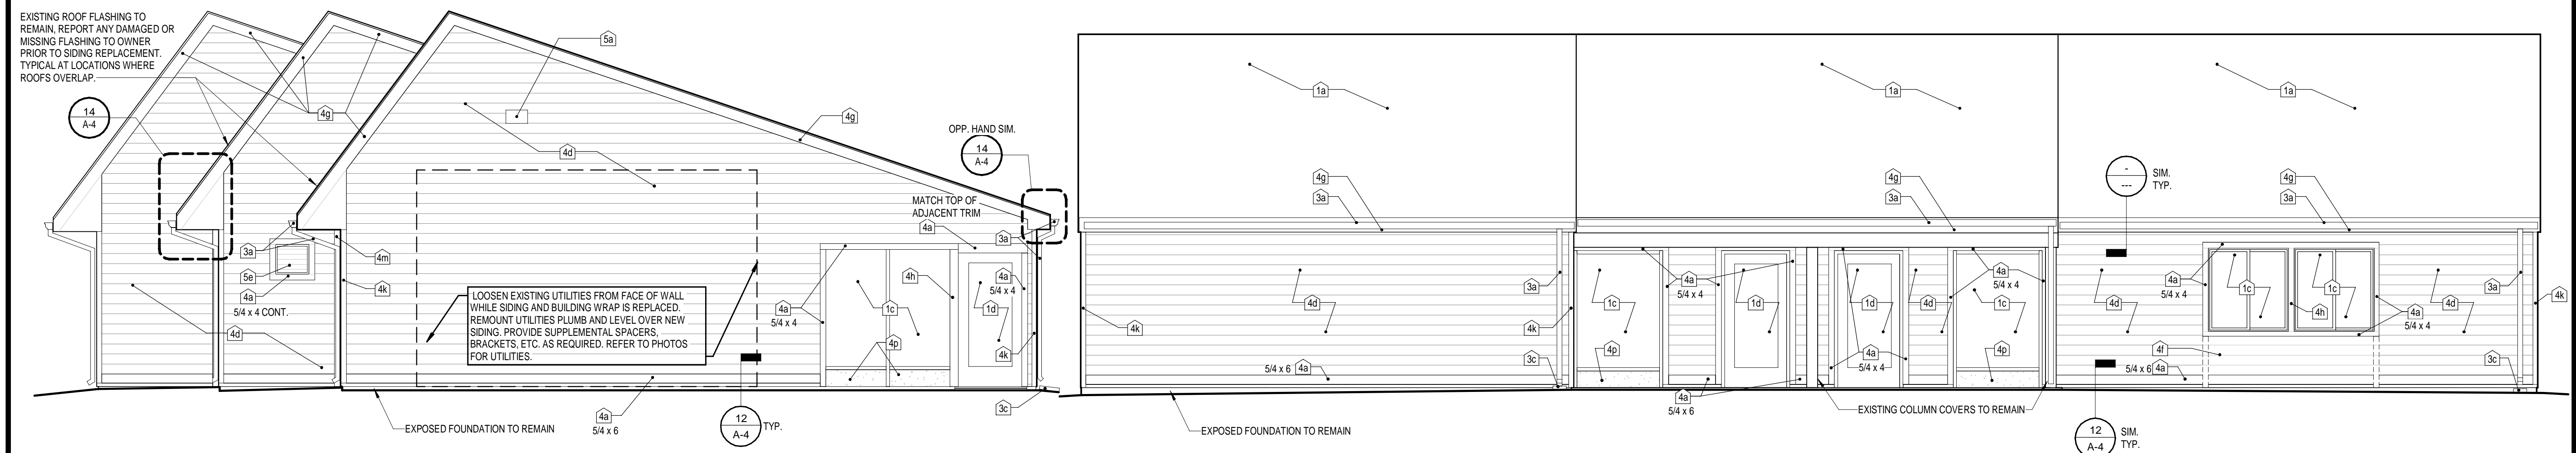 EXISTING ROOF FLASHING TO
REMAIN, REPORT ANY DAMAGED OR
MISSING FLASHING TO OWNER
PRIOR TO SIDING REPLACEMENT.
TYPICAL AT LOCATIONS WHERE
ROOFS OVERLAP.
14
A-4
4g
5a
4g
4d
OPP. HAND SIM.
14
A-4
MATCH TOP OF
ADJACENT TRIM
4a
3a
3a
4m
5e
4a
5/4 x 4 CONT.
4k
4d
LOOSEN EXISTING UTILITIES FROM FACE OF WALL
WHILE SIDING AND BUILDING WRAP IS REPLACED.
REMOUNT UTILITIES PLUMB AND LEVEL OVER NEW
SIDING. PROVIDE SUPPLEMENTAL SPACERS,
BRACKETS, ETC. AS REQUIRED. REFER TO PHOTOS
FOR UTILITIES.
4a
5/4 x 4
1c
4h
4a
5/4 x 4
1d
4p
4k
3c
4a
5/4 x 6
12
A-4
TYP.
EXPOSED FOUNDATION TO REMAIN
1a
1a
1a
4g
3a
4g
3a
4g
3a
-
---
SIM.
TYP.
4k
4d
3a
4k
3c
5/4 x 6 4a
EXPOSED FOUNDATION TO REMAIN
1c
4p
4a
5/4 x 4
1d
4a
5/4 x 6
1d
4d
4a
5/4 x 4
4a
5/4 x 4
1c
4p
EXISTING COLUMN COVERS TO REMAIN
4d
4a
5/4 x 4
1c
4h
1c
4a
5/4 x 4
4d
3a
4k
4f
5/4 x 6 4a
3c
12
A-4
SIM.
TYP.